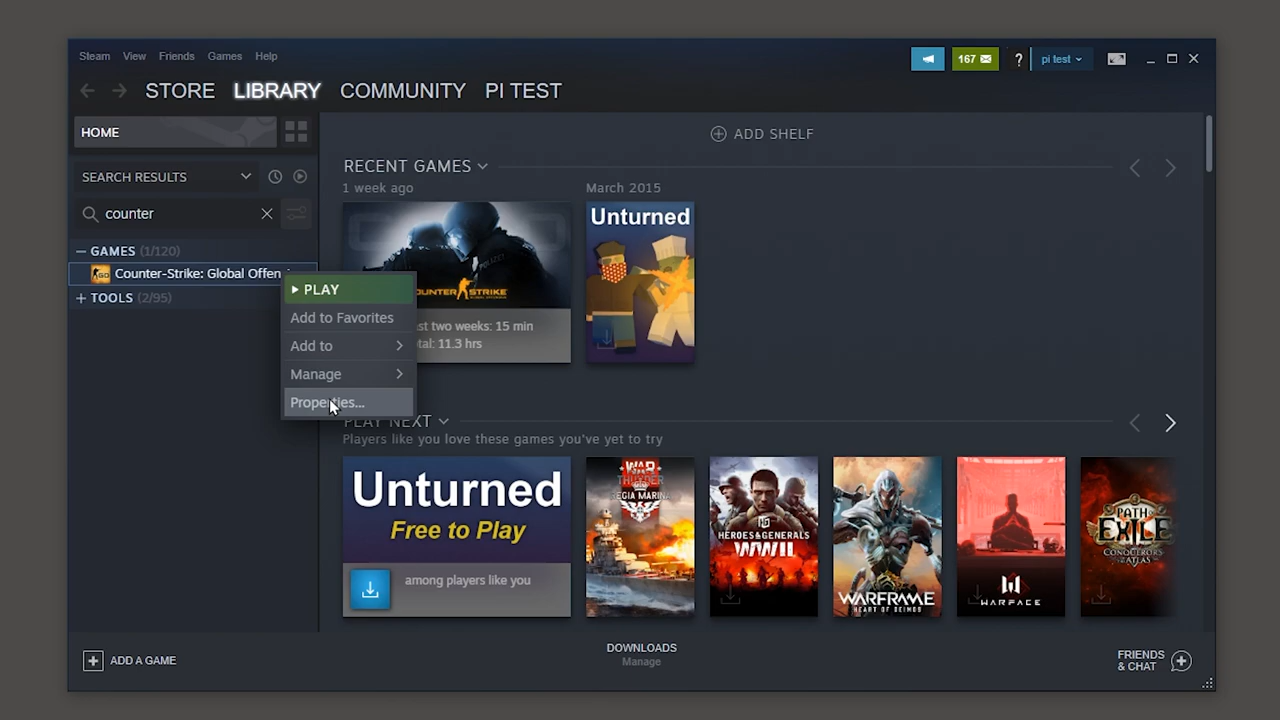 Steam View Friends Games Help
167
?
pi test
STORE LIBRARY COMMUNITY PI TEST
HOME
SEARCH RESULTS
counter
GAMES (1/120)
Counter-Strike: Global Offen
TOOLS (2/95)
PLAY
Add to Favorites
Add to
Manage
Properties...
ADD SHELF
RECENT GAMES
1 week ago
March 2015
POLIZEI
UNTER STRIKE
st two weeks: 15 min
tal: 11.3 hrs
Unturned
PLAY NEXT
Players like you love these games you've yet to try
Unturned
Free to Play
among players like you
WAR THUNDER
REGIA MARINA
HEROES & GENERALS
WWII
WARFRAME
HEART OF DEIMOS
WARFACE
PATH OF EXILE
CONQUERORS
ATLAS
ADD A GAME
DOWNLOADS
Manage
FRIENDS
& CHAT